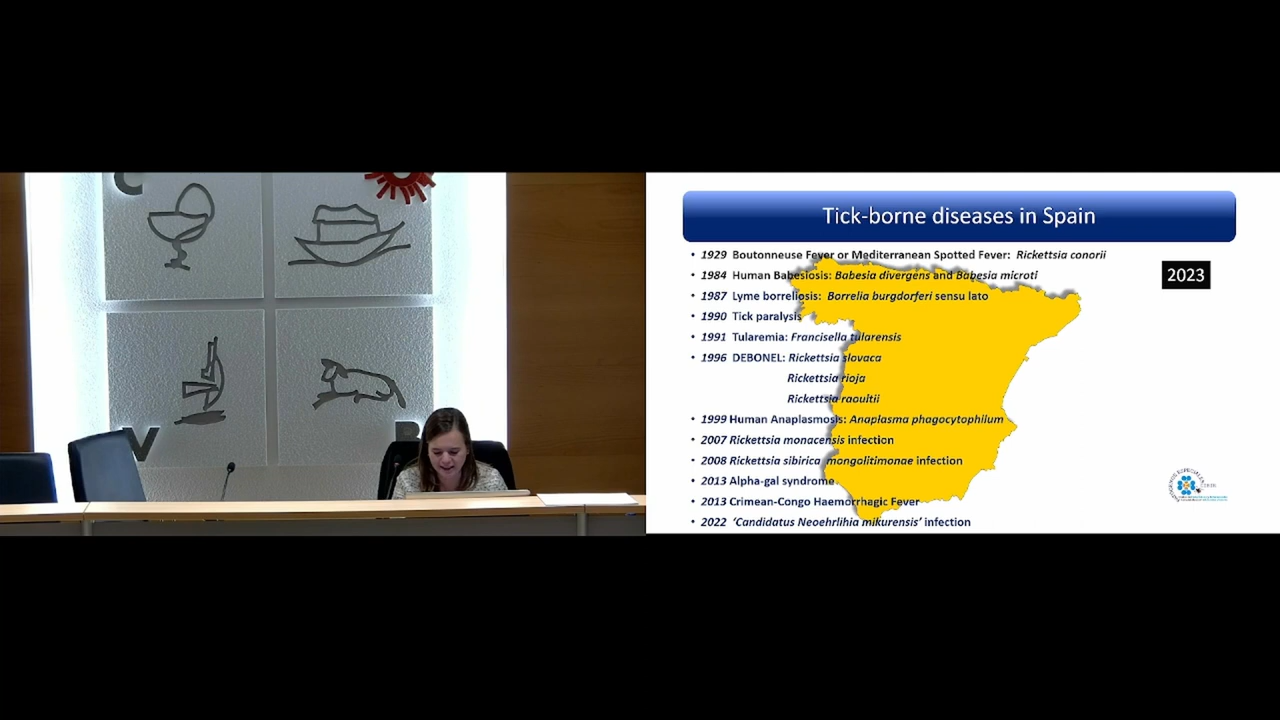 C
V
B
Tick-borne diseases in Spain
• 1929 Boutonneuse Fever or Mediterranean Spotted Fever: Rickettsia conorii
2023
• 1984 Human Babesiosis: Babesia divergens and Babesia microti
• 1987 Lyme borreliosis: Borrelia burgdorferi sensu lato
• 1990 Tick paralysis
• 1991 Tularemia: Francisella tularensis
• 1996 DEBONEL: Rickettsia slovaca
Rickettsia rioja
Rickettsia raoultii
• 1999 Human Anaplasmosis: Anaplasma phagocytophilum
• 2007 Rickettsia monacensis infection
• 2008 Rickettsia sibirica mongolitimonae infection
• 2013 Alpha-gal syndrome
• 2013 Crimean-Congo Haemorrhagic Fever
• 2022 ‘Candidatus Neoehrlihia mikurensis’ infection